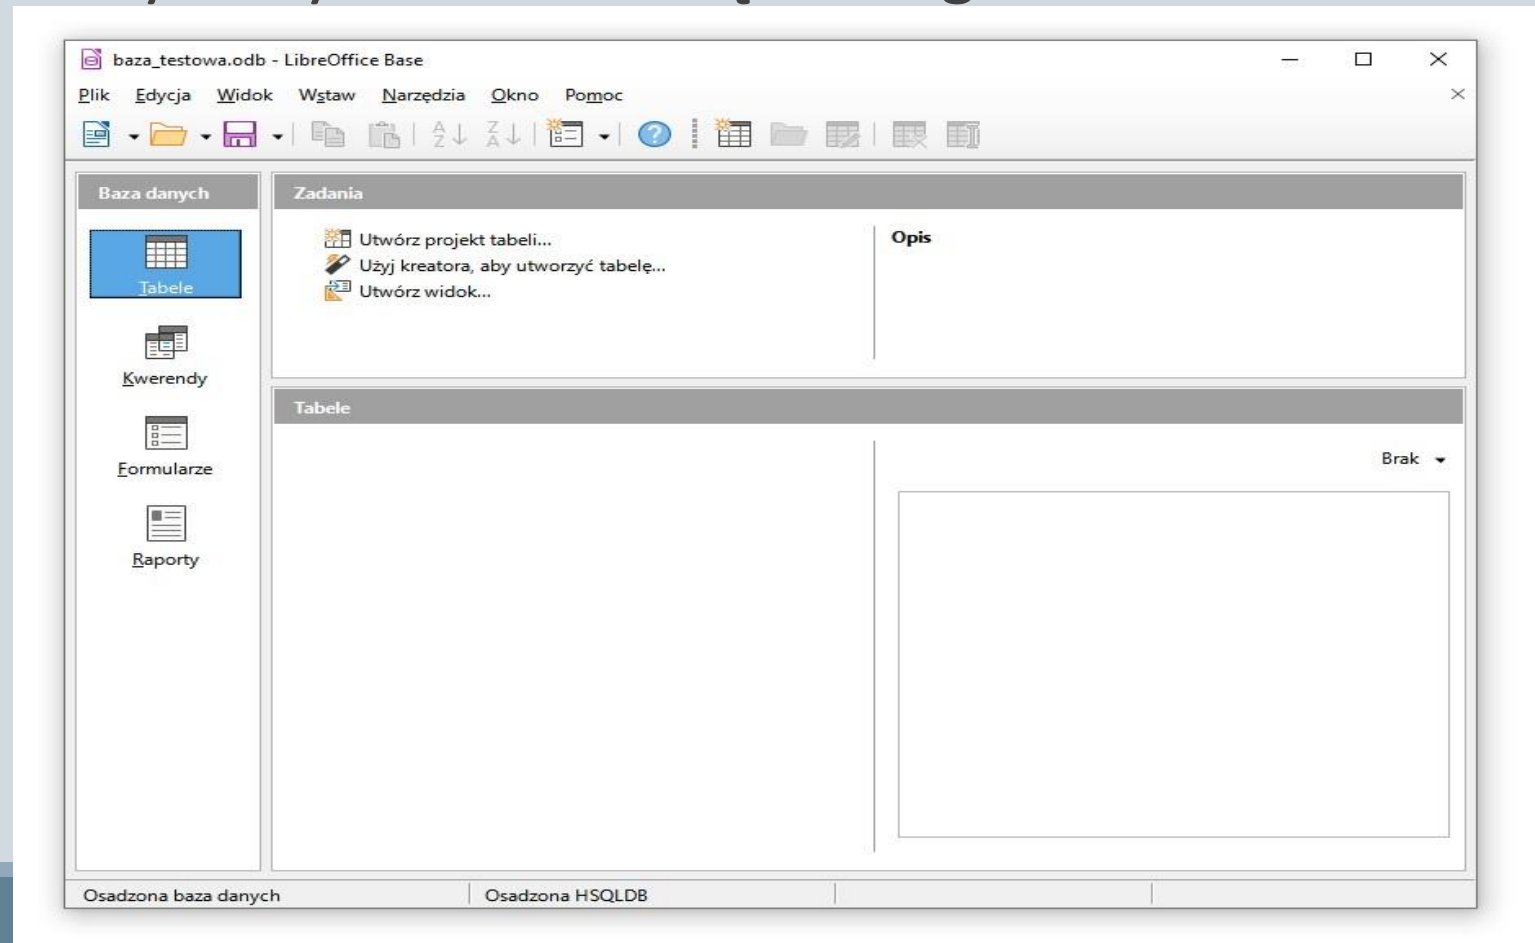 baza_testowa.odb - LibreOffice Base
Plik Edycja Widok Wstaw Narzędzia Okno Pomoc
Baza danych
Zadania
Tabele
Utwórz projekt tabeli...
Użyj kreatora, aby utworzyć tabelę...
Utwórz widok...
Opis
Kwerendy
Formularze
Raporty
Tabele
Brak
Osadzona baza danych
Osadzona HSQLDB